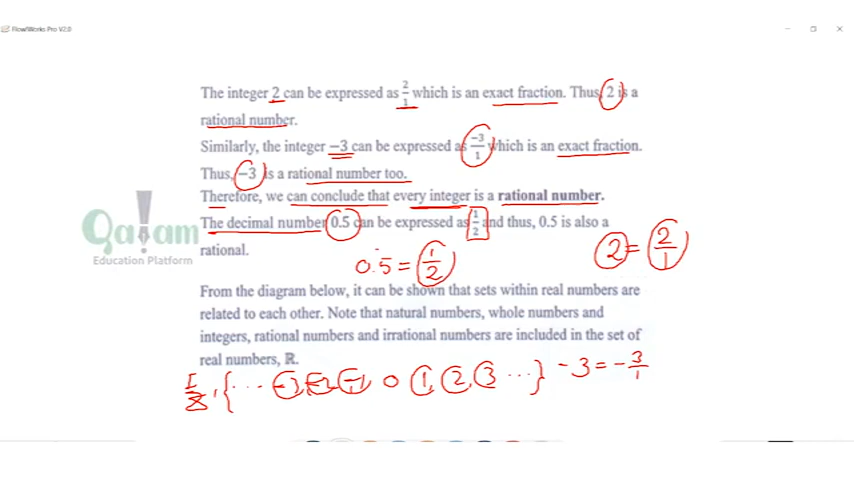 FlowWorks Pro V2.0
The integer 2 can be expressed as 2/1 which is an exact fraction. Thus, 2 is a
rational number.
Similarly, the integer −3 can be expressed as −3/1 which is an exact fraction.
Thus, −3 is a rational number too.
Therefore, we can conclude that every integer is a rational number.
The decimal number 0.5 can be expressed as 1/2 and thus, 0.5 is also a
rational.
Qalam
Education Platform
0.5 = 1/2
2 = 2/1
From the diagram below, it can be shown that sets within real numbers are
related to each other. Note that natural numbers, whole numbers and
integers, rational numbers and irrational numbers are included in the set of
real numbers, ℝ.
{ ... -3, -2, -1, 0 1, 2, 3 ... }
-3 = -3/1